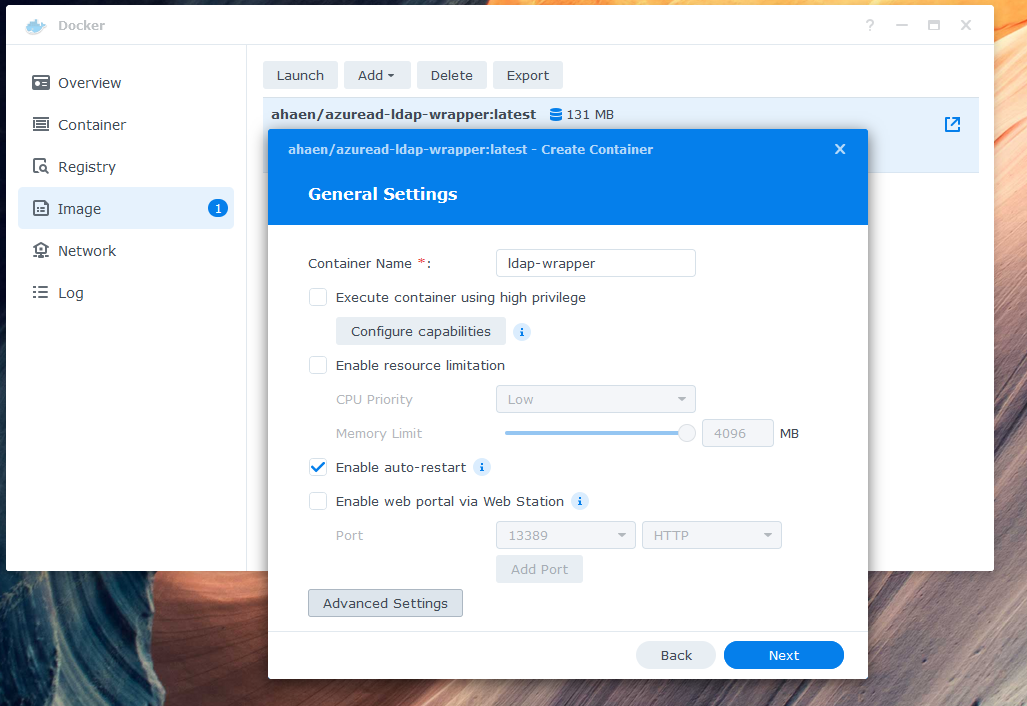 Docker
?
Overview
Container
Registry
Image 1
Network
Log
Launch Add Delete Export
ahaen/azuread-ldap-wrapper:latest 131 MB
ahaen/azuread-ldap-wrapper:latest - Create Container
General Settings
Container Name *: ldap-wrapper
Execute container using high privilege
Configure capabilities i
Enable resource limitation
CPU Priority Low
Memory Limit 4096 MB
Enable auto-restart i
Enable web portal via Web Station i
Port 13389 HTTP
Add Port
Advanced Settings
Back Next